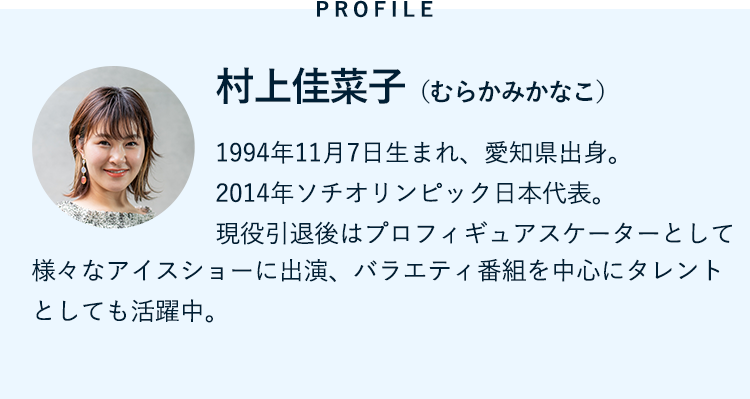 PROFILE
村上佳菜子（むらかみかなこ）
1994年11月7日生まれ、愛知県出身。
2014年ソチオリンピック日本代表。
現役引退後はプロフィギュアスケーターとして
様々なアイスショーに出演、バラエティ番組を中心にタレント
としても活躍中。